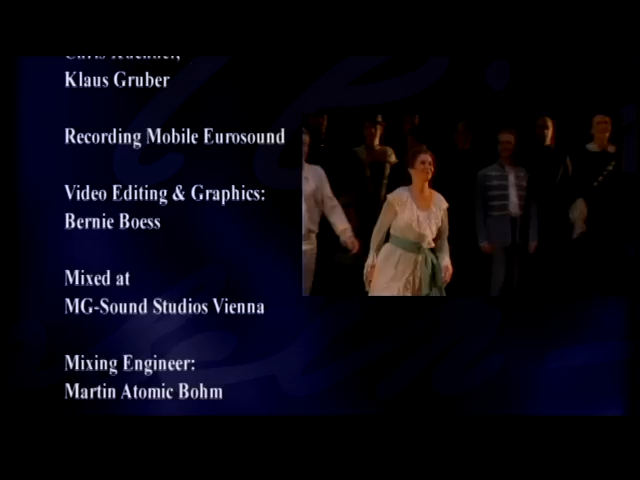 Klaus Gruber
Recording Mobile Eurosound
Video Editing & Graphics:
Bernie Boess
Mixed at
MG-Sound Studios Vienna
Mixing Engineer:
Martin Atomic Bohm